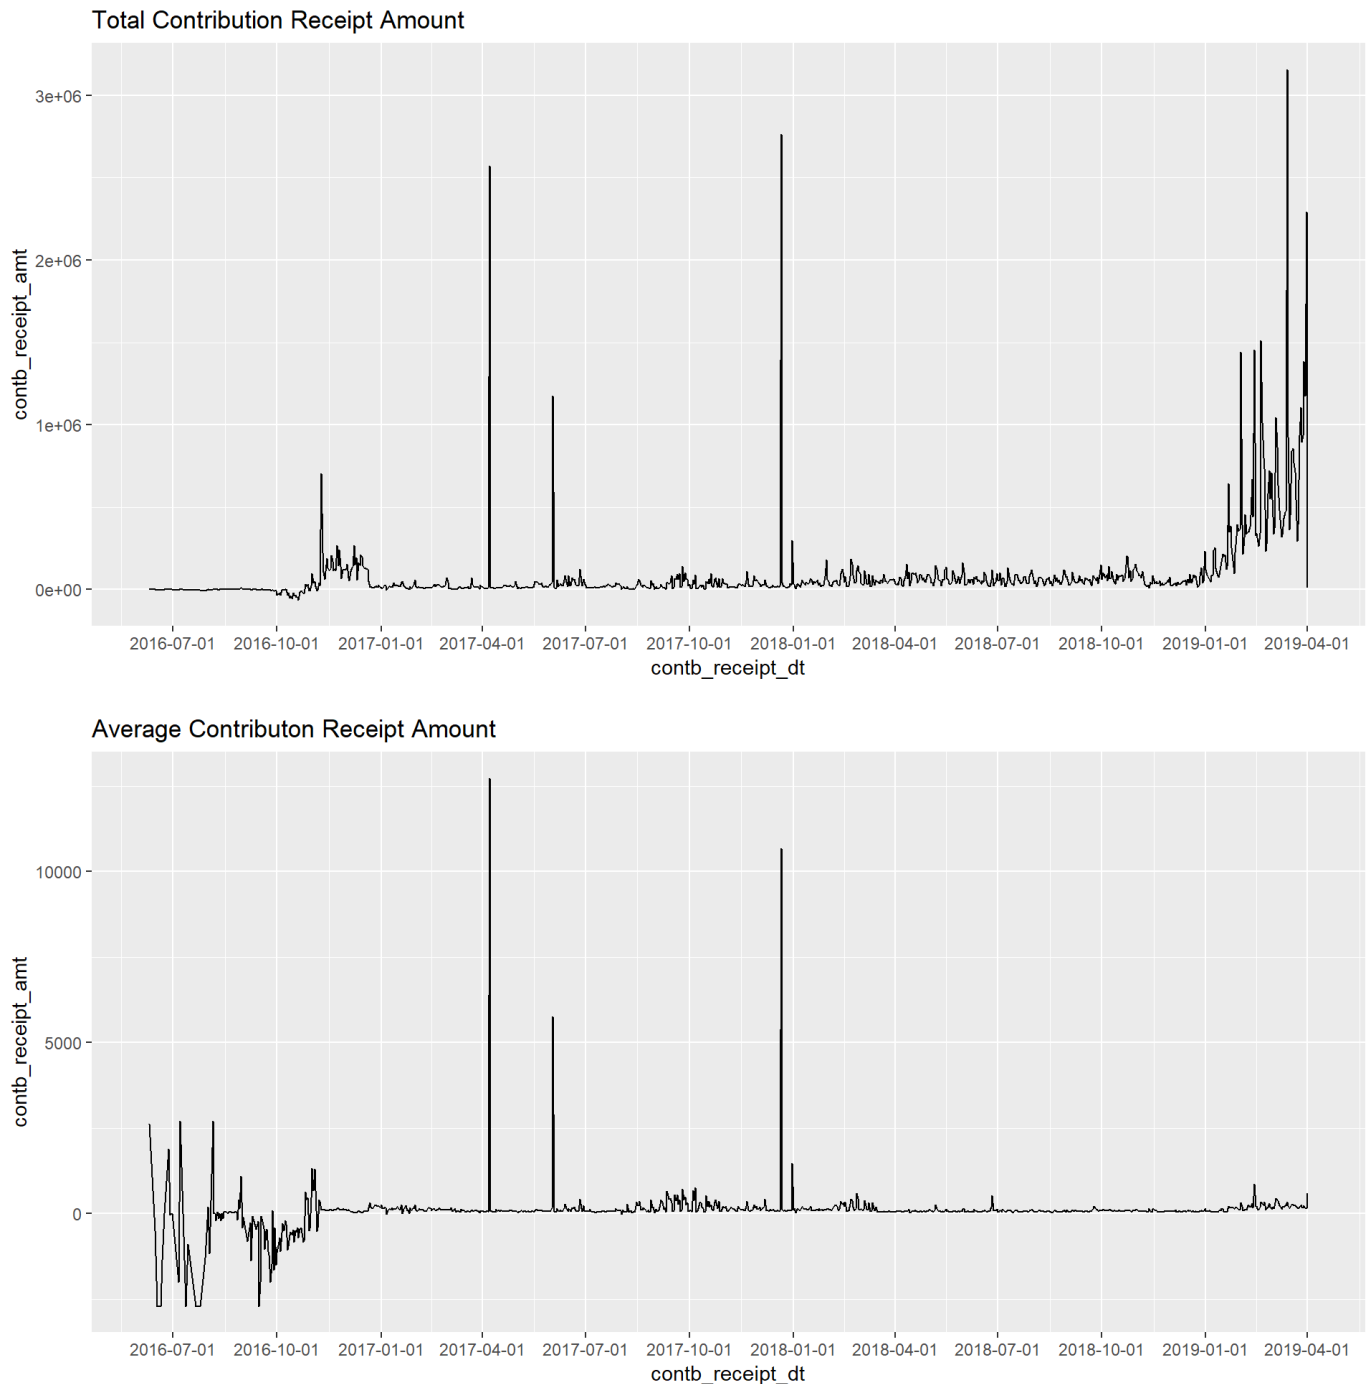 Total Contribution Receipt Amount
3e+06
2e+06
1e+06
0e+00
contb_receipt_amt
2016-07-01 2016-10-01 2017-01-01 2017-04-01 2017-07-01 2017-10-01 2018-01-01 2018-04-01 2018-07-01 2018-10-01 2019-01-01 2019-04-01
contb_receipt_dt
Average Contributon Receipt Amount
10000
5000
0
contb_receipt_amt
2016-07-01 2016-10-01 2017-01-01 2017-04-01 2017-07-01 2017-10-01 2018-01-01 2018-04-01 2018-07-01 2018-10-01 2019-01-01 2019-04-01
contb_receipt_dt